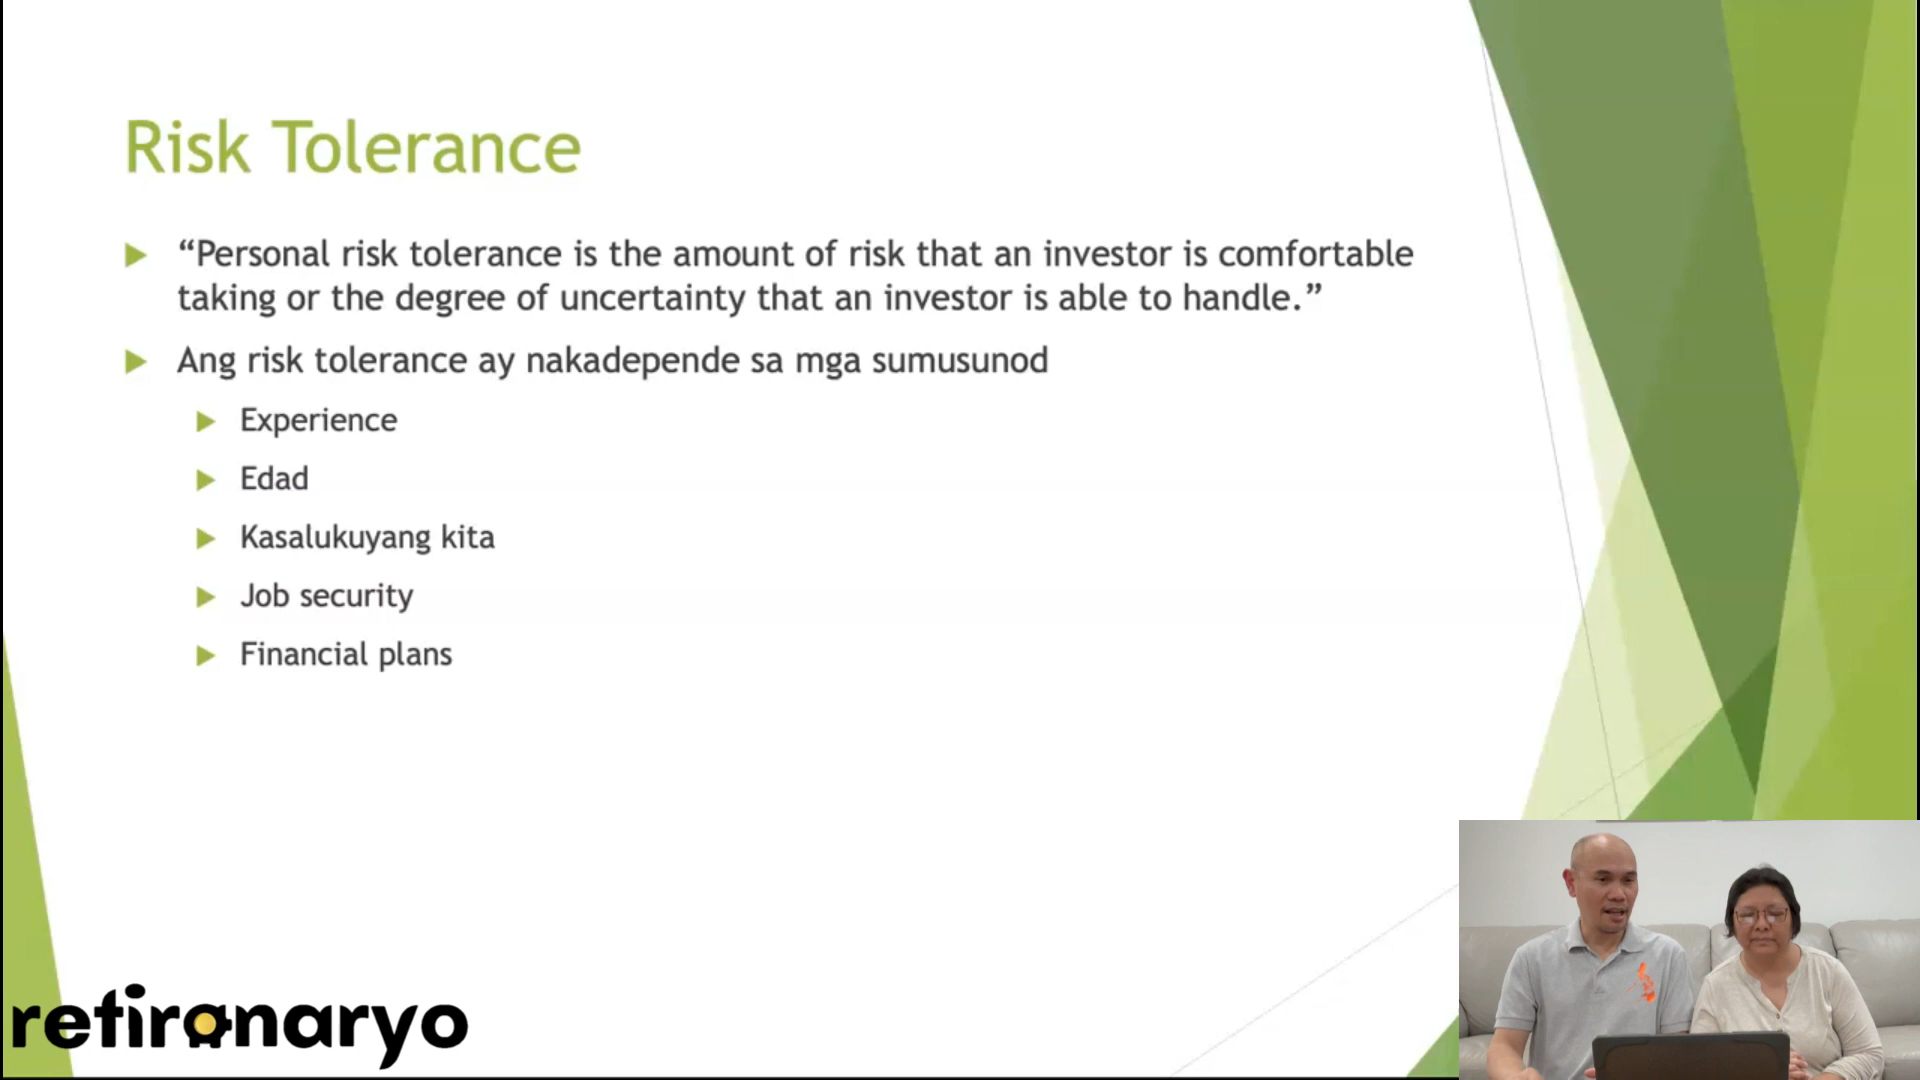 Risk Tolerance
“Personal risk tolerance is the amount of risk that an investor is comfortable
taking or the degree of uncertainty that an investor is able to handle.”
Ang risk tolerance ay nakadepende sa mga sumusunod
Experience
Edad
Kasalukuyang kita
Job security
Financial plans
retiranaryo